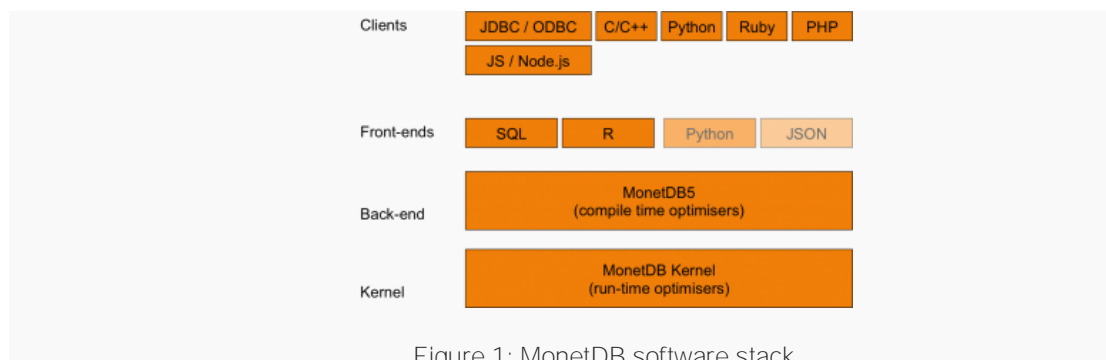 Clients JDBC / ODBC C/C++ Python Ruby PHP
JS / Node.js
Front-ends SQL R Python JSON
MonetDB5
(compile time optimisers)
Back-end
MonetDB Kernel
(run-time optimisers)
Kernel
Figure 1: MonetDB software stack